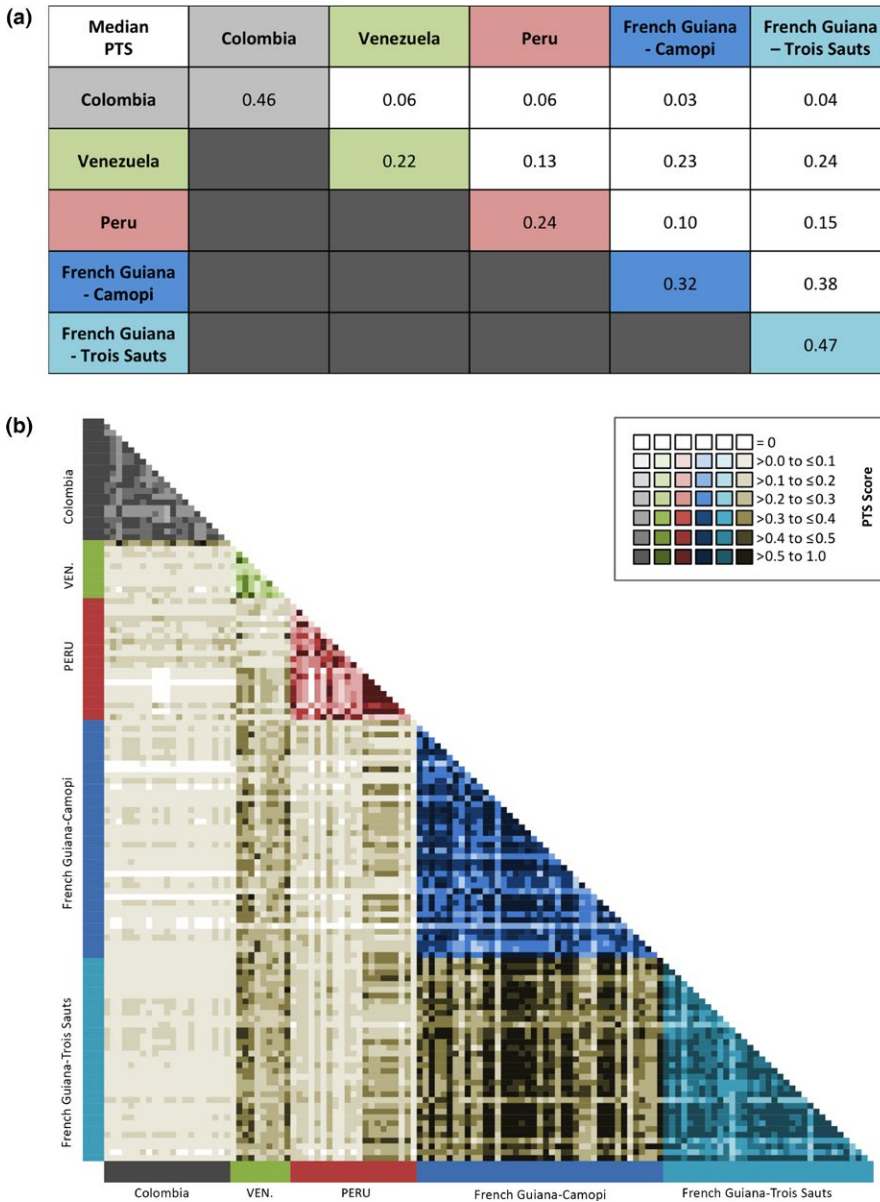 (a)
Median PTS Colombia Venezuela Peru French Guiana - Camopi French Guiana – Trois Sauts
Colombia 0.46 0.06 0.06 0.03 0.04
Venezuela 0.22 0.13 0.23 0.24
Peru 0.24 0.10 0.15
French Guiana - Camopi 0.32 0.38
French Guiana - Trois Sauts 0.47
(b)
= 0
>0.0 to ≤0.1
>0.1 to ≤0.2
>0.2 to ≤0.3
>0.3 to ≤0.4
>0.4 to ≤0.5
>0.5 to 1.0
PTS Score
Colombia
VEN.
PERU
French Guiana-Camopi
French Guiana-Trois Sauts
Colombia VEN. PERU French Guiana-Camopi French Guiana-Trois Sauts